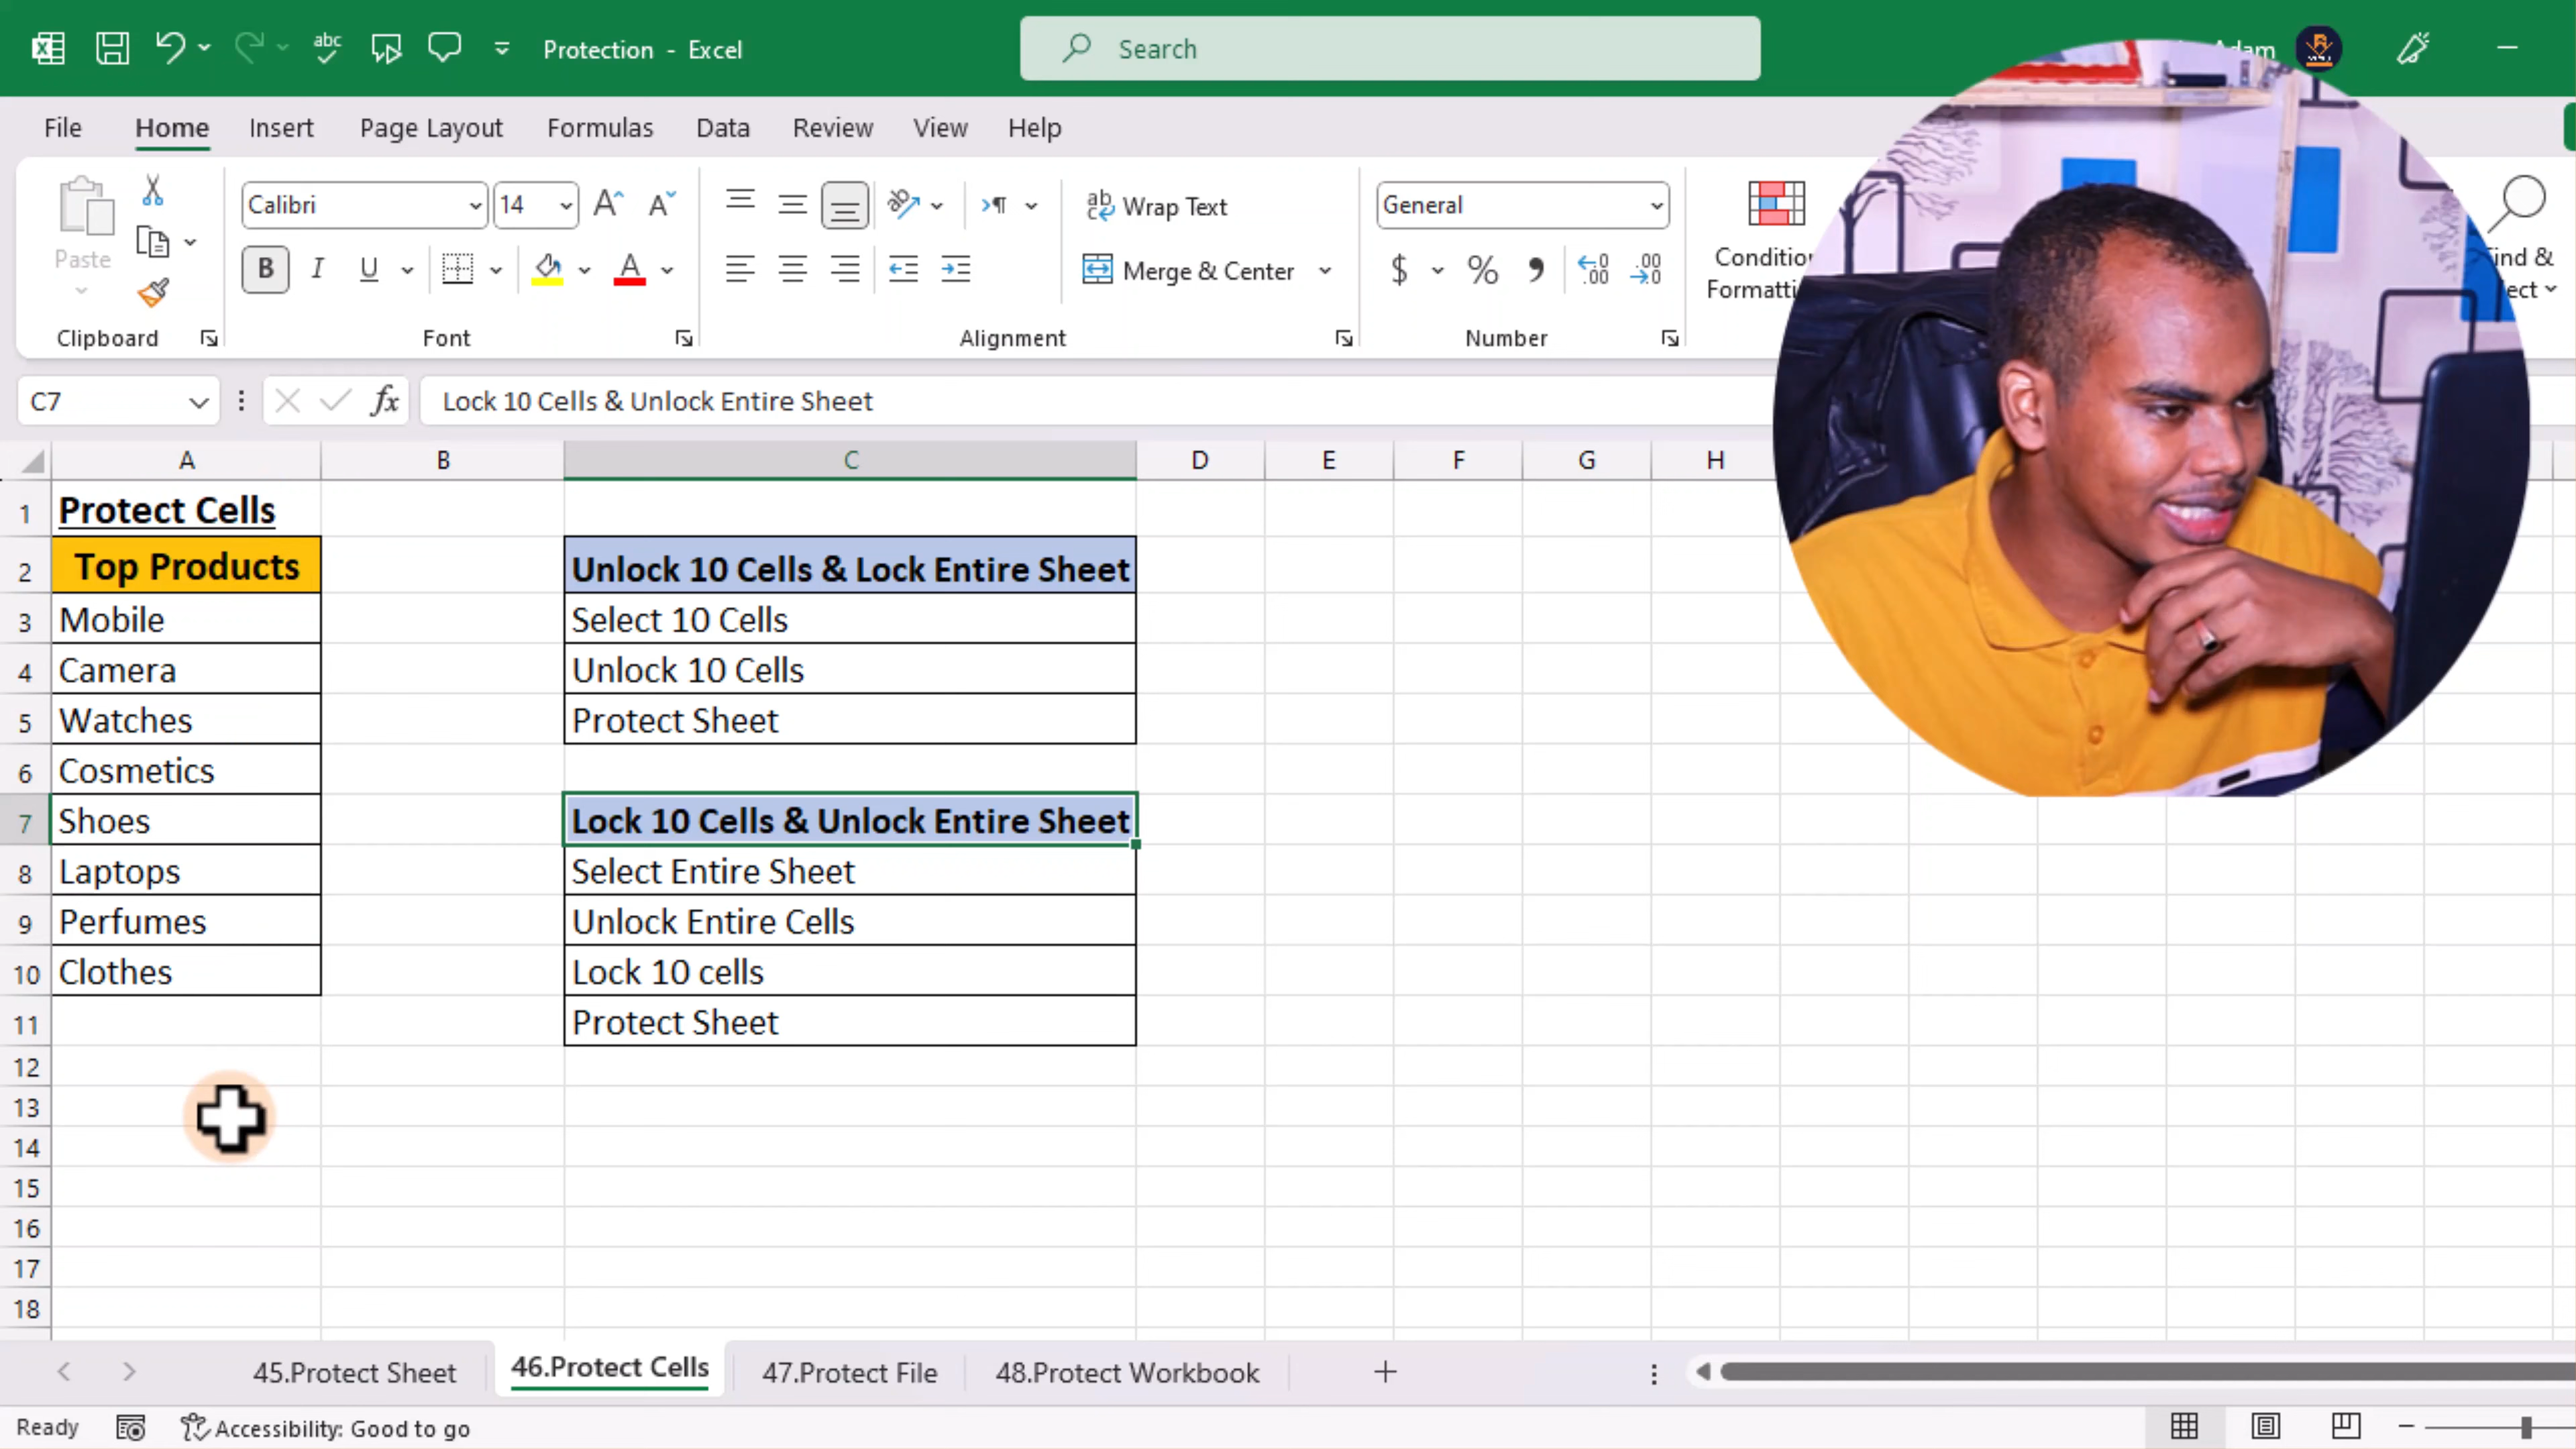 Protection - Excel
Search
Adam
File Home Insert Page Layout Formulas Data Review View Help
Paste
Calibri 14
B I U
Wrap Text
Merge & Center
General
$ % 9
Clipboard Font Alignment Number
C7 fx Lock 10 Cells & Unlock Entire Sheet
A B C D E F G H
1 Protect Cells
2 Top Products Unlock 10 Cells & Lock Entire Sheet
3 Mobile Select 10 Cells
4 Camera Unlock 10 Cells
5 Watches Protect Sheet
6 Cosmetics
7 Shoes Lock 10 Cells & Unlock Entire Sheet
8 Laptops Select Entire Sheet
9 Perfumes Unlock Entire Cells
10 Clothes Lock 10 cells
11 Protect Sheet
12
13
14
15
16
17
18
45.Protect Sheet 46.Protect Cells 47.Protect File 48.Protect Workbook
Ready Accessibility: Good to go